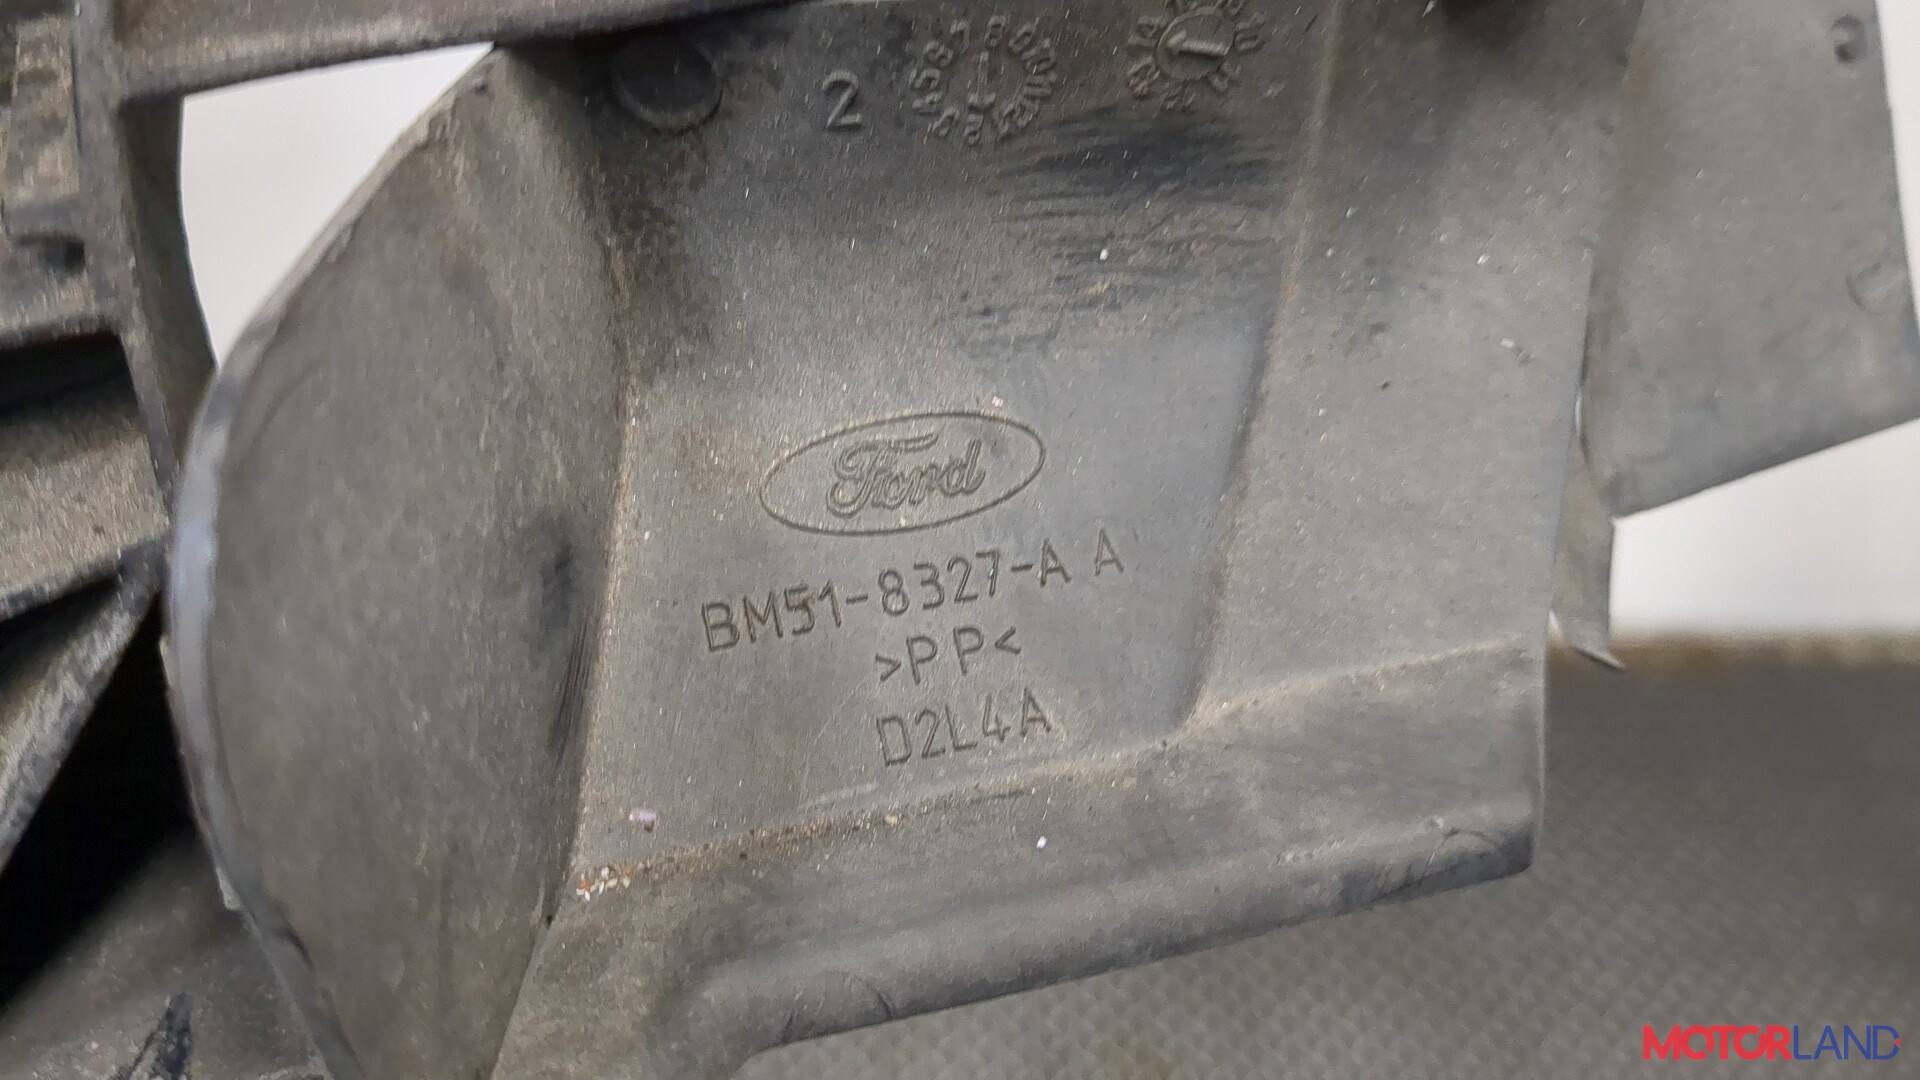 2
Ford
BM51-8327-A A
>PP<
D2L4A
MOTORLAND